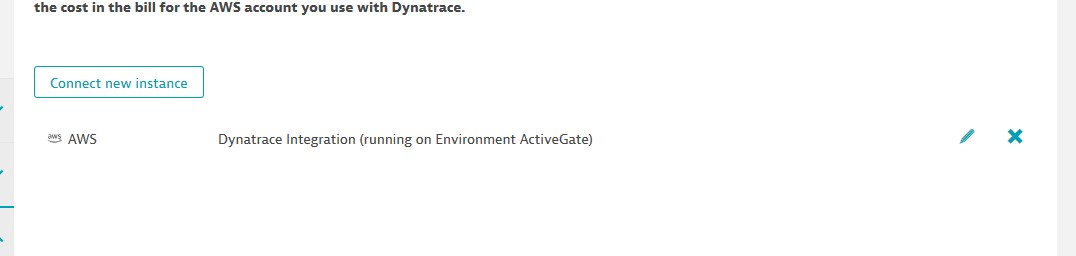 the cost in the bill for the AWS account you use with Dynatrace.
Connect new instance
aws AWS Dynatrace Integration (running on Environment ActiveGate)